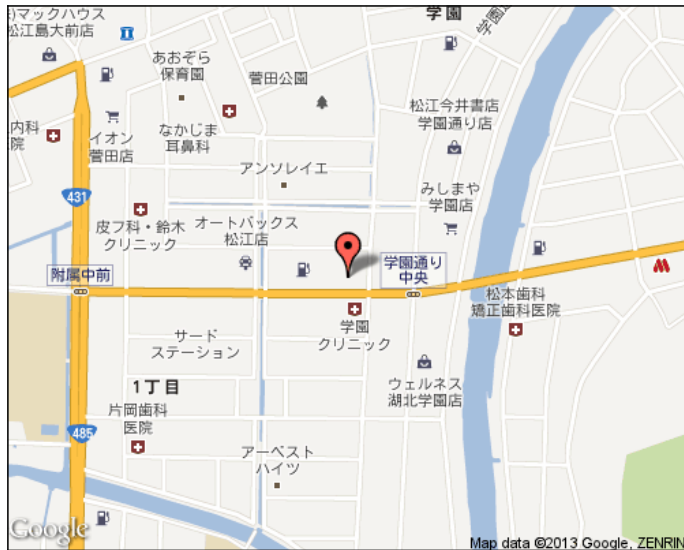 マックハウス
松江島大前店
学園
学園通
あおぞら
保育園
菅田公園
松江今井書店
学園通り店
内科
院
イオン
菅田店
なかじま
耳鼻科
アンソレイエ
みしまや
学園店
431
皮フ科・鈴木
クリニック
オートバックス
松江店
附属中前
学園通り
中央
松本歯科
矯正歯科医院
学園
クリニック
サード
ステーション
1丁目
ウェルネス
湖北学園店
片岡歯科
医院
485
アーベスト
ハイツ
Google
Map data ©2013 Google, ZENRIN